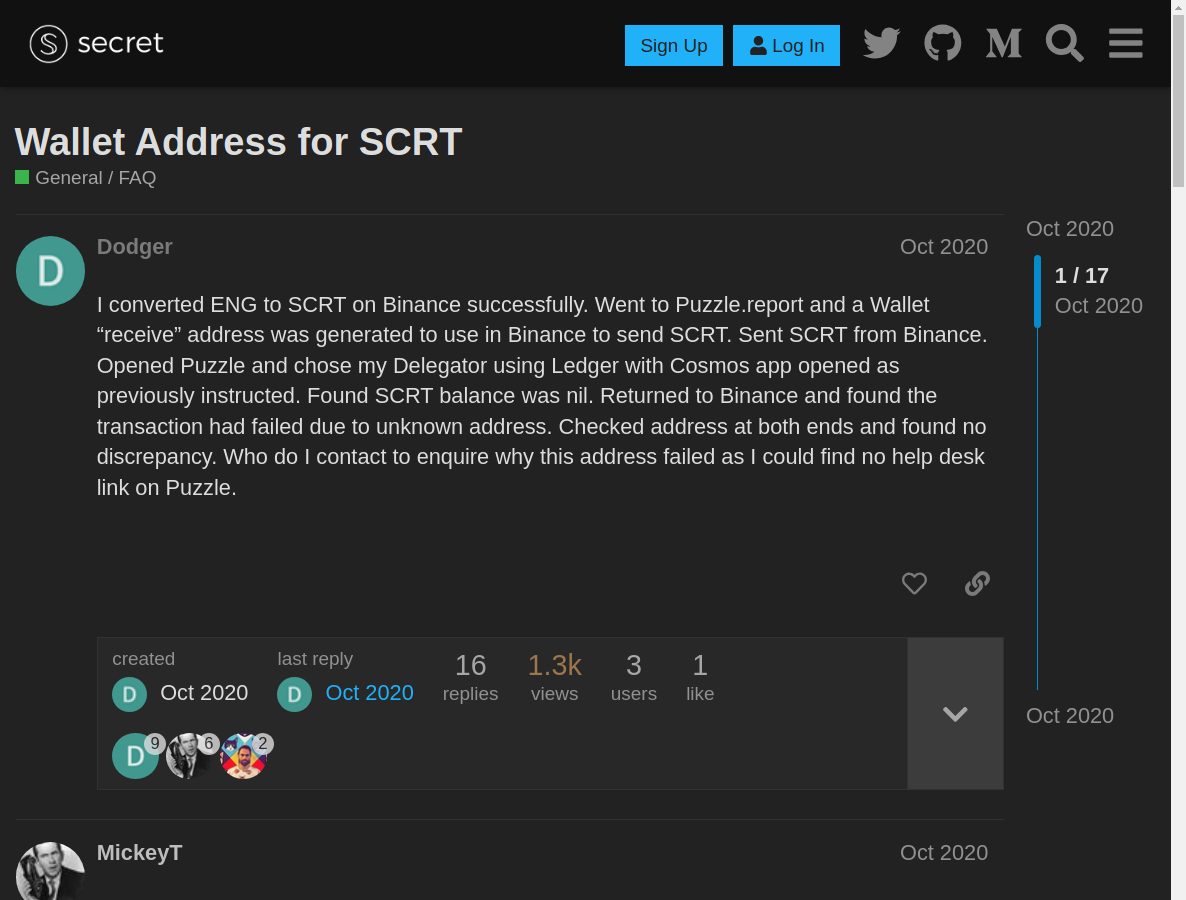 secret
Sign Up
Log In
Wallet Address for SCRT
General / FAQ
Dodger
Oct 2020
I converted ENG to SCRT on Binance successfully. Went to Puzzle.report and a Wallet
“receive” address was generated to use in Binance to send SCRT. Sent SCRT from Binance.
Opened Puzzle and chose my Delegator using Ledger with Cosmos app opened as
previously instructed. Found SCRT balance was nil. Returned to Binance and found the
transaction had failed due to unknown address. Checked address at both ends and found no
discrepancy. Who do I contact to enquire why this address failed as I could find no help desk
link on Puzzle.
Oct 2020
1 / 17
Oct 2020
Oct 2020
created
D Oct 2020
last reply
D Oct 2020
16
replies
1.3k
views
3
users
1
like
D 9 6 2
MickeyT
Oct 2020